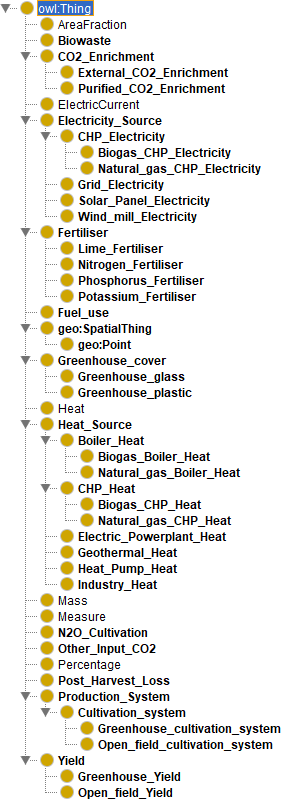 owl:Thing
AreaFraction
Biowaste
CO2_Enrichment
External_CO2_Enrichment
Purified_CO2_Enrichment
ElectricCurrent
Electricity_Source
CHP_Electricity
Biogas_CHP_Electricity
Natural_gas_CHP_Electricity
Grid_Electricity
Solar_Panel_Electricity
Wind_mill_Electricity
Fertiliser
Lime_Fertiliser
Nitrogen_Fertiliser
Phosphorus_Fertiliser
Potassium_Fertiliser
Fuel_use
geo:SpatialThing
geo:Point
Greenhouse_cover
Greenhouse_glass
Greenhouse_plastic
Heat
Heat_Source
Boiler_Heat
Biogas_Boiler_Heat
Natural_gas_Boiler_Heat
CHP_Heat
Biogas_CHP_Heat
Natural_gas_CHP_Heat
Electric_Powerplant_Heat
Geothermal_Heat
Heat_Pump_Heat
Industry_Heat
Mass
Measure
N2O_Cultivation
Other_Input_CO2
Percentage
Post_Harvest_Loss
Production_System
Cultivation_system
Greenhouse_cultivation_system
Open_field_cultivation_system
Yield
Greenhouse_Yield
Open_field_Yield